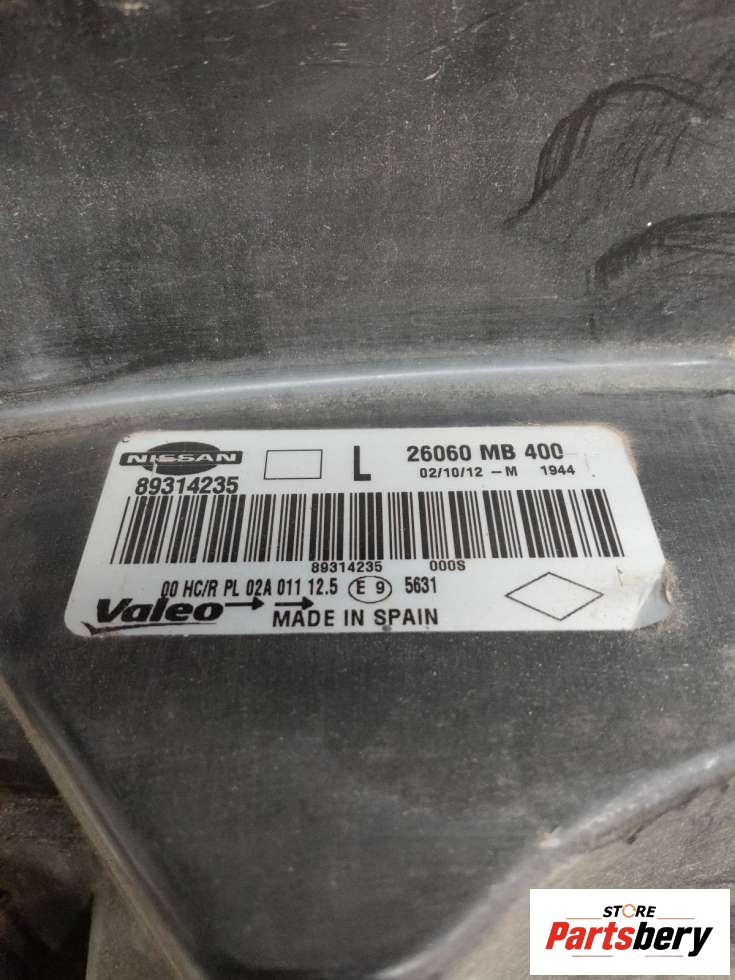 NISSAN L 26060 MB 400
89314235 02/10/12 - M 1944
89314235 000S
00 HC/R PL 02A 011 12.5 E 9 5631
Valeo MADE IN SPAIN
STORE
Partsbery